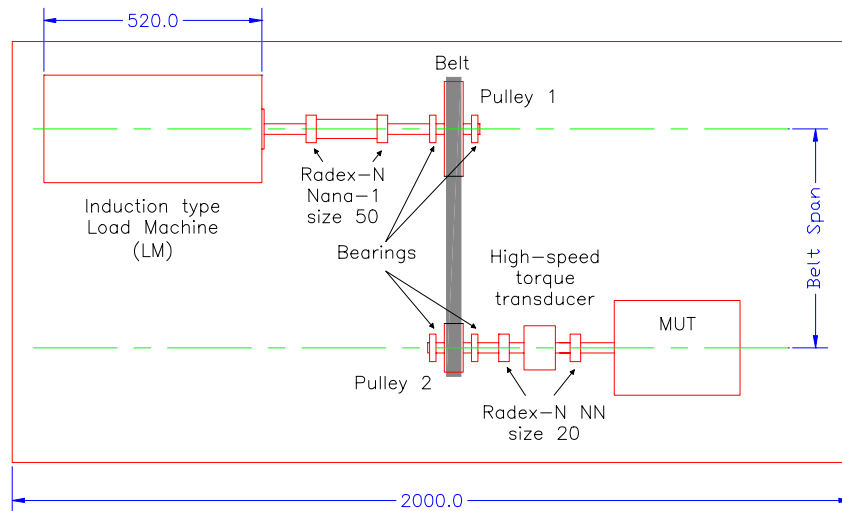 520.0
Belt
Pulley 1
Radex-N
Nana-1
size 50
Induction type
Load Machine
(LM)
Bearings
High-speed
torque
transducer
Belt Span
MUT
Pulley 2
Radex-N NN
size 20
2000.0